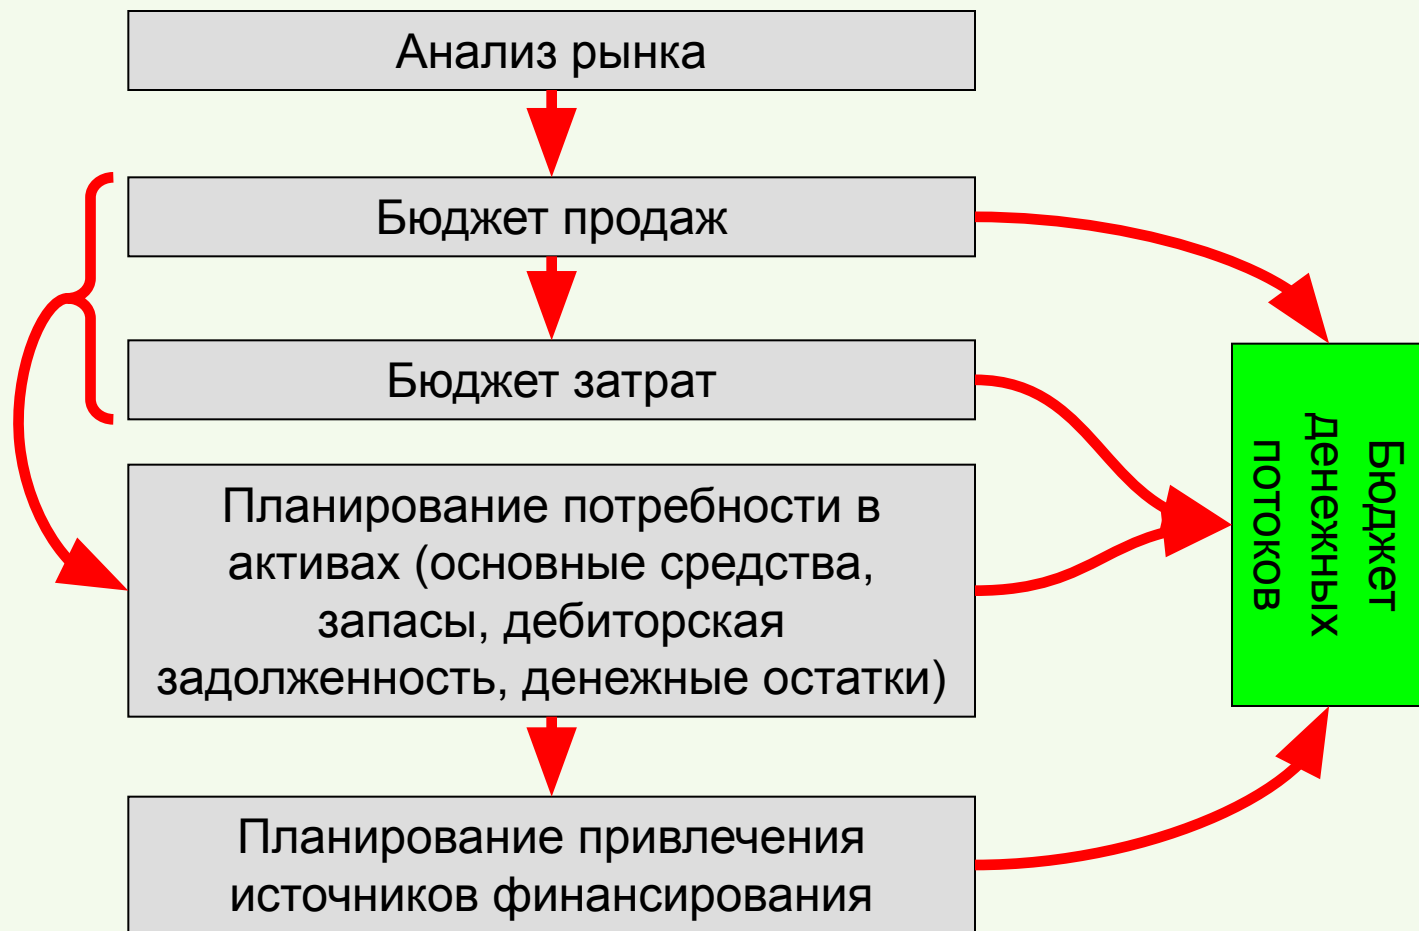 Анализ рынка
Бюджет продаж
Бюджет затрат
Планирование потребности в
активах (основные средства,
запасы, дебиторская
задолженность, денежные остатки)
Планирование привлечения
источников финансирования
Бюджет
денежных
потоков